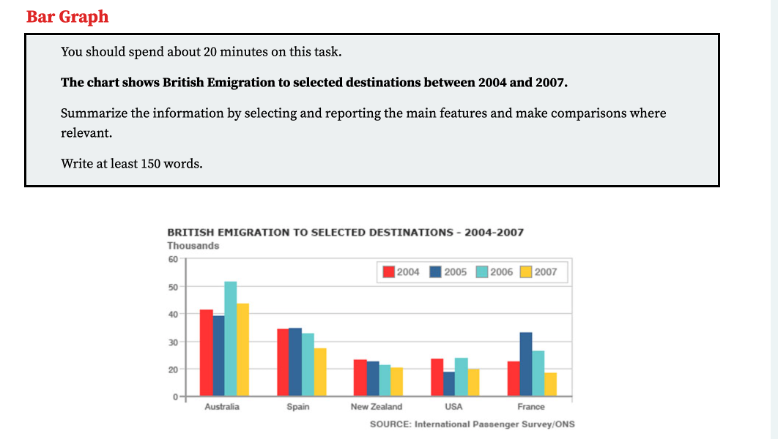 Bar Graph
You should spend about 20 minutes on this task.
The chart shows British Emigration to selected destinations between 2004 and 2007.
Summarize the information by selecting and reporting the main features and make comparisons where
relevant.
Write at least 150 words.
BRITISH EMIGRATION TO SELECTED DESTINATIONS - 2004-2007
Thousands
60
2004 2005 2006 2007
50
40
30
20
0
Australia Spain New Zealand USA France
SOURCE: International Passenger Survey/ONS